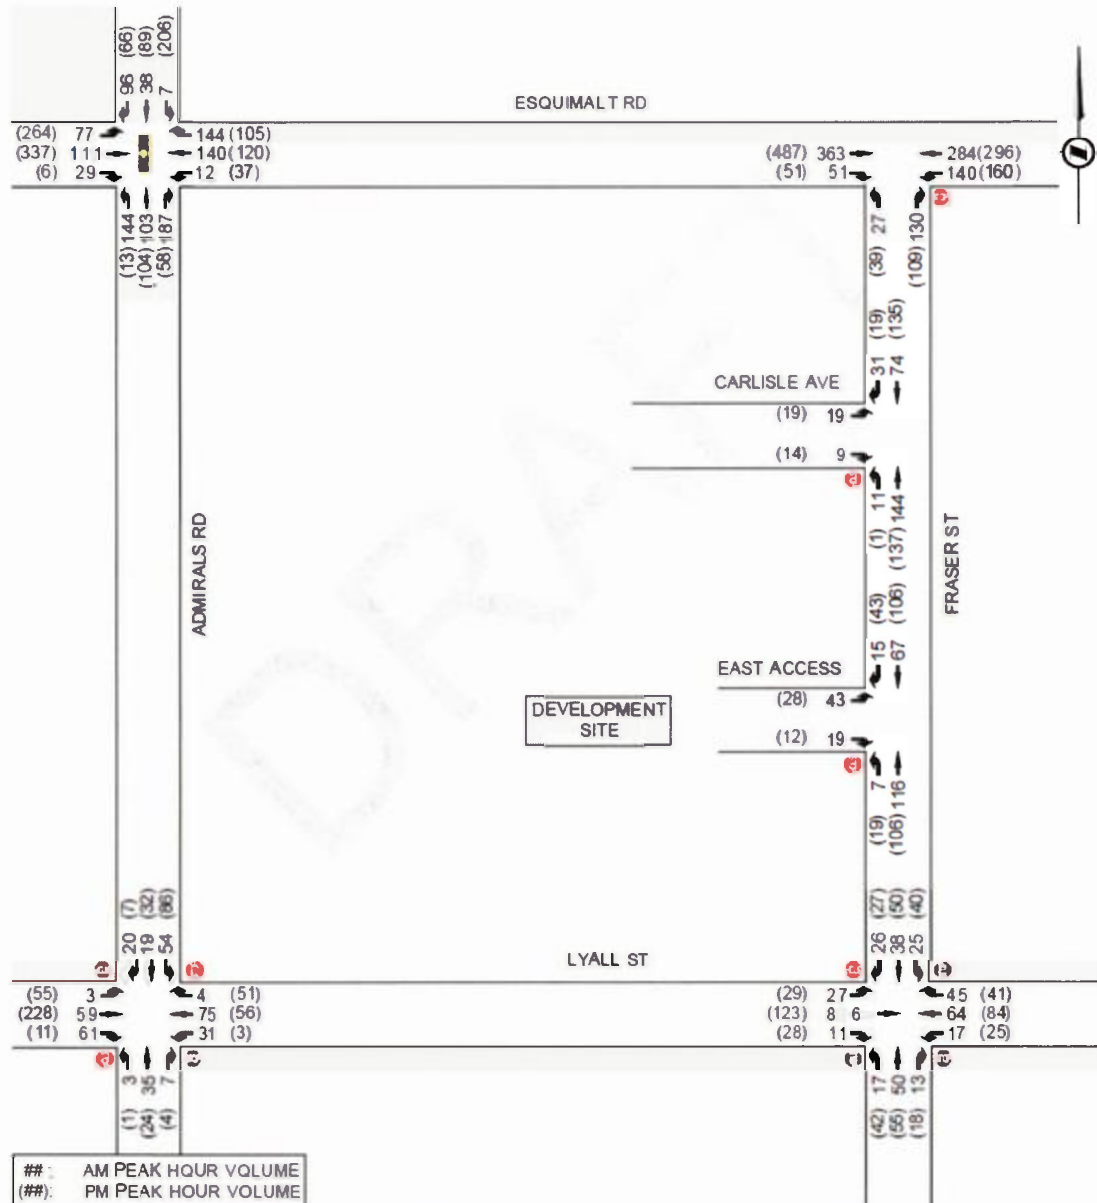 (66) (89) (206)
96 38 7
ESQUIMALT RD
(264) 77
(337) 111
(6) 29
144 (105)
140 (120)
12 (37)
(487) 363
(51) 51
284 (296)
140 (160)
144 103 187
(13) (104) (58)
27 130
(39) (109)
(19) (135)
31 74
CARLISLE AVE
(19) 19
(14) 9
11 144
(1) (137)
ADMIRALS RD
FRASER ST
(43) (106)
15 67
EAST ACCESS
(28) 43
(12) 19
DEVELOPMENT
SITE
7 116
(19) (106)
(7) (32) (86)
20 19 54
(27) (50) (40)
26 38 25
LYALL ST
(55) 3
(228) 59
(11) 61
4 (51)
75 (56)
31 (3)
(29) 27
(123) 8 6
(28) 11
45 (41)
64 (84)
17 (25)
3 35 7
(1) (24) (4)
17 50 13
(42) (55) (18)
## : AM PEAK HOUR VOLUME
(##): PM PEAK HOUR VOLUME
DRAFT